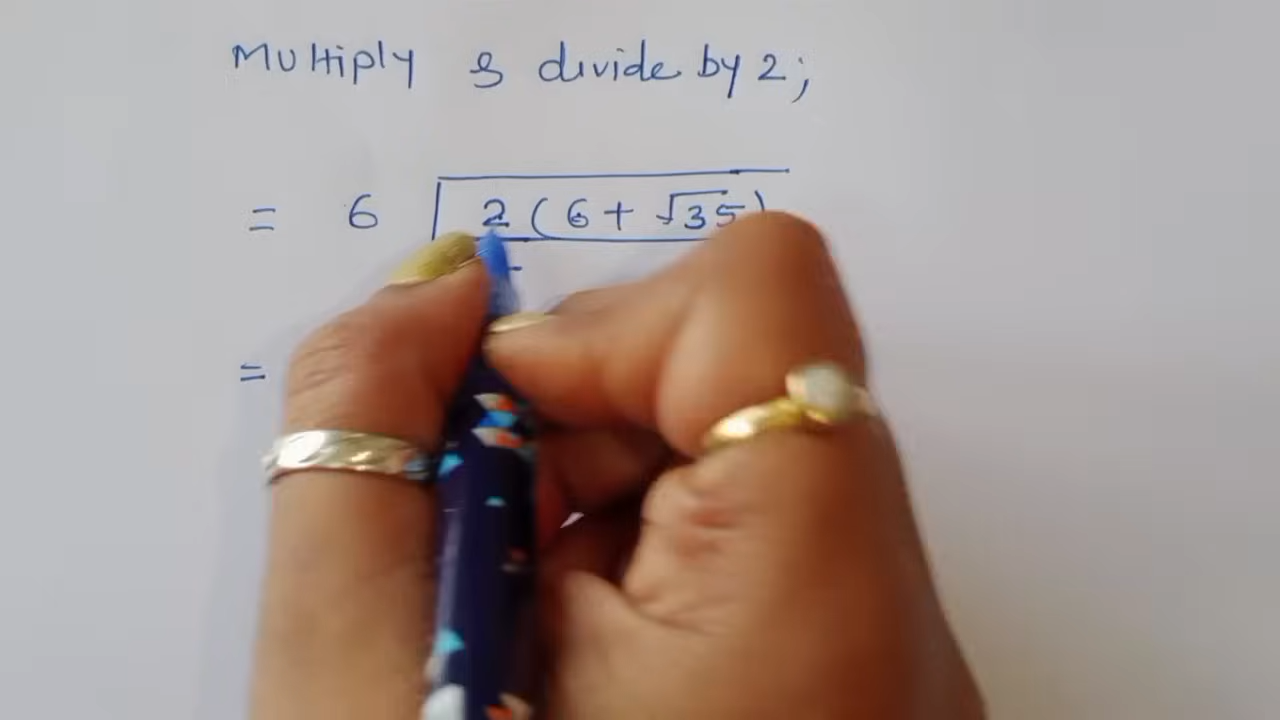 Multiply & divide by 2;
= 6 √2(6+√35)
=